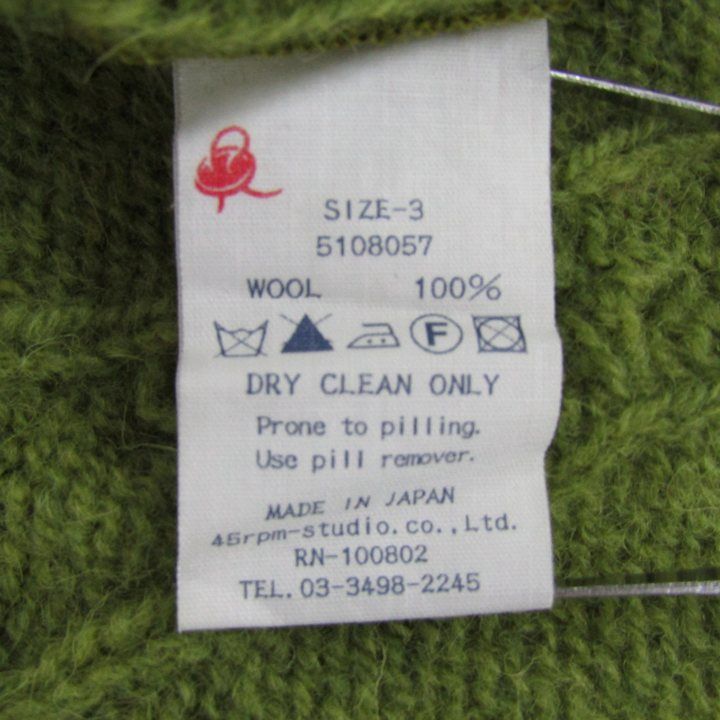 SIZE-3
5108057
WOOL 100%
F
DRY CLEAN ONLY
Prone to pilling.
Use pill remover.
MADE IN JAPAN
45rpm-studio.co.,Ltd.
RN-100802
TEL. 03-3498-2245